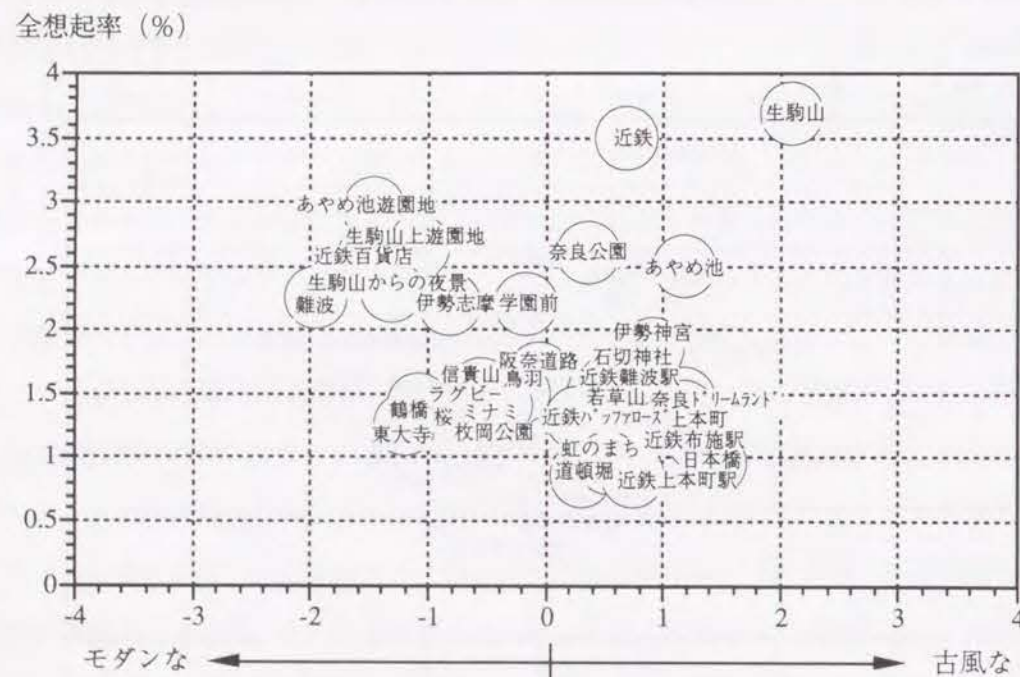 全想起率（%）
4
生駒山
3.5
近鉄
3
あやめ池遊園地
生駒山上遊園地
近鉄百貨店
奈良公園
2.5
あやめ池
生駒山からの夜景
難波
伊勢志摩
学園前
2
伊勢神宮
阪奈道路
石切神社
信貴山
鳥羽
近鉄難波駅
1.5
ラグビー
若草山
奈良ﾄﾞﾘｰﾑﾗﾝﾄﾞ
鶴橋
桜
ミナミ
近鉄ﾊﾞｯﾌｧﾛｰｽﾞ
上本町
東大寺
枚岡公園
近鉄布施駅
虹のまち
1
日本橋
道頓堀
近鉄上本町駅
0.5
0
-4 -3 -2 -1 0 1 2 3 4
モダンな 古風な